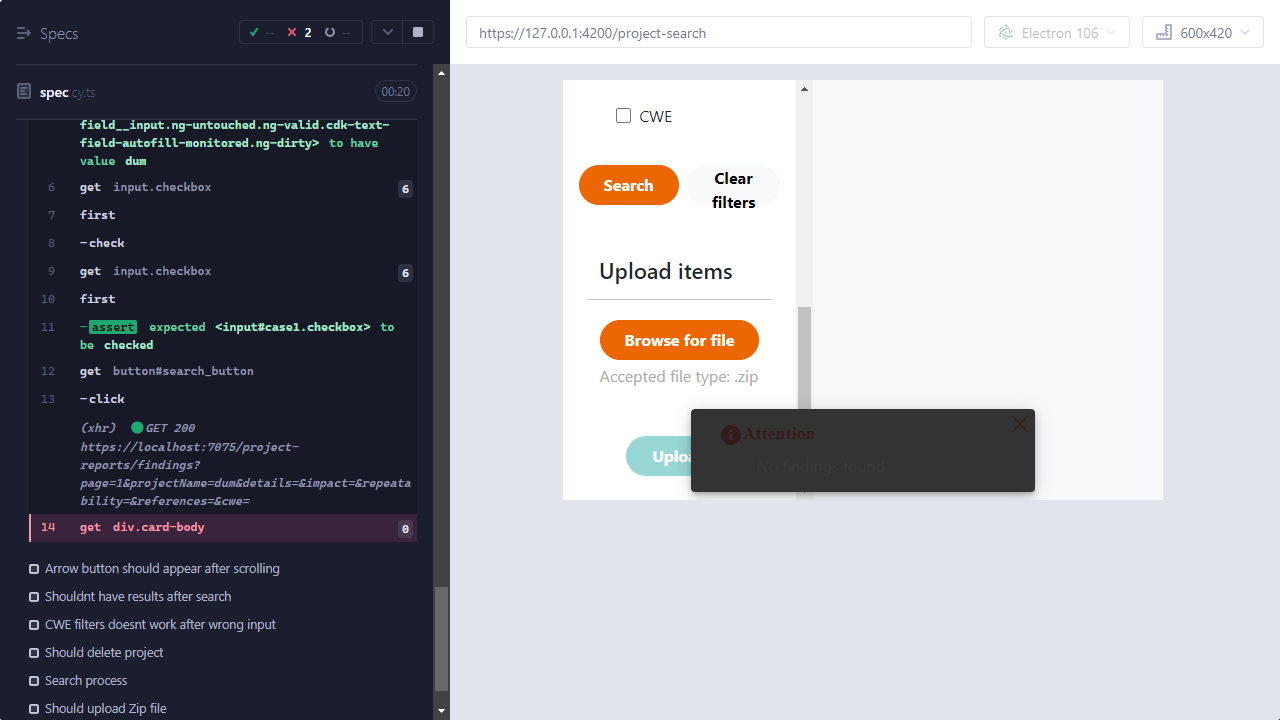 Specs
-- 2 --
spec.cy.ts
00:20
field__input.ng-untouched.ng-valid.cdk-text-
field-autofill-monitored.ng-dirty> to have
value dum
6 get input.checkbox 6
7 first
8 -check
9 get input.checkbox 6
10 first
11 -assert expected <input#case1.checkbox> to
be checked
12 get button#search_button
13 -click
(xhr) GET 200
https://localhost:7075/project-
reports/findings?
page=1&projectName=dum&details=&impact=&repeata
bility=&references=&cwe=
14 get div.card-body 0
Arrow button should appear after scrolling
Shouldnt have results after search
CWE filters doesnt work after wrong input
Should delete project
Search process
Should upload Zip file
https://127.0.0.1:4200/project-search
Electron 106
600x420
CWE
Search
Clear
filters
Upload items
Browse for file
Accepted file type: .zip
Uploa
Attention
No findings found